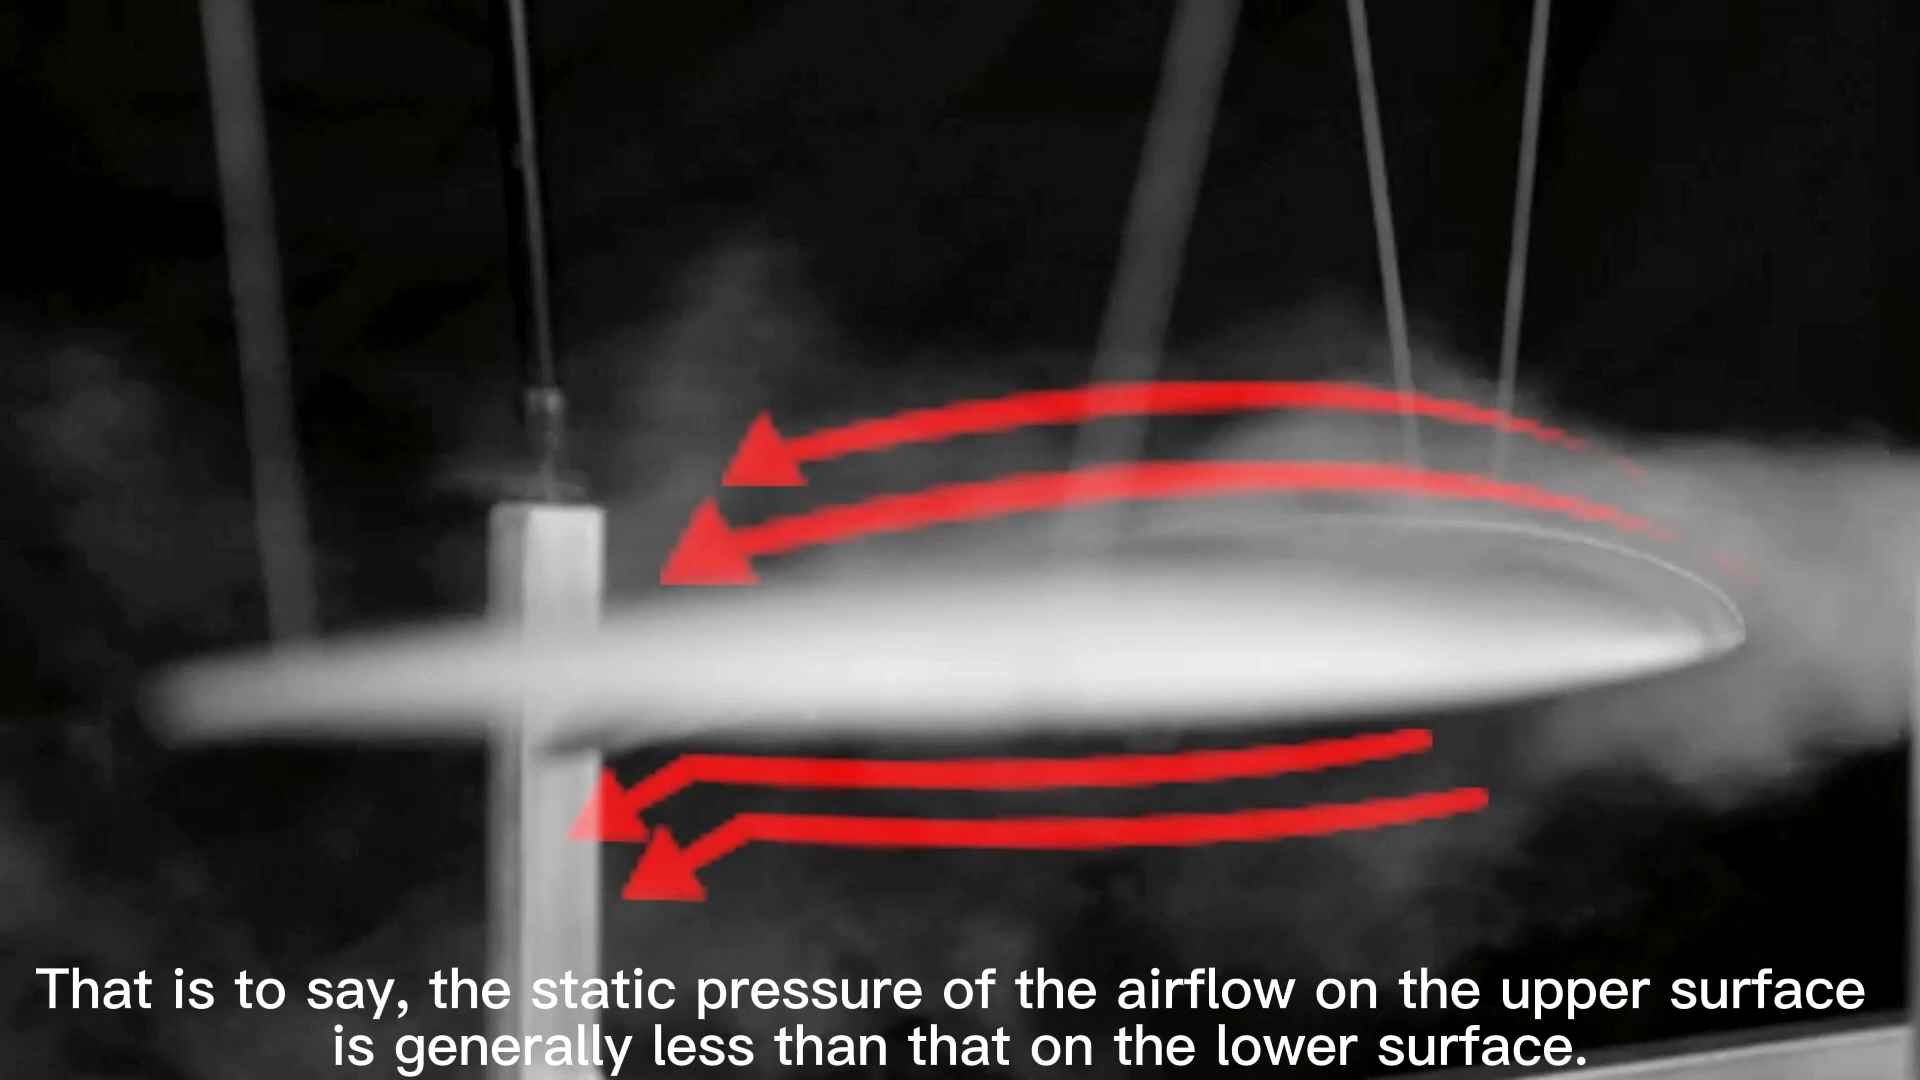 That is to say, the static pressure of the airflow on the upper surface
is generally less than that on the lower surface.